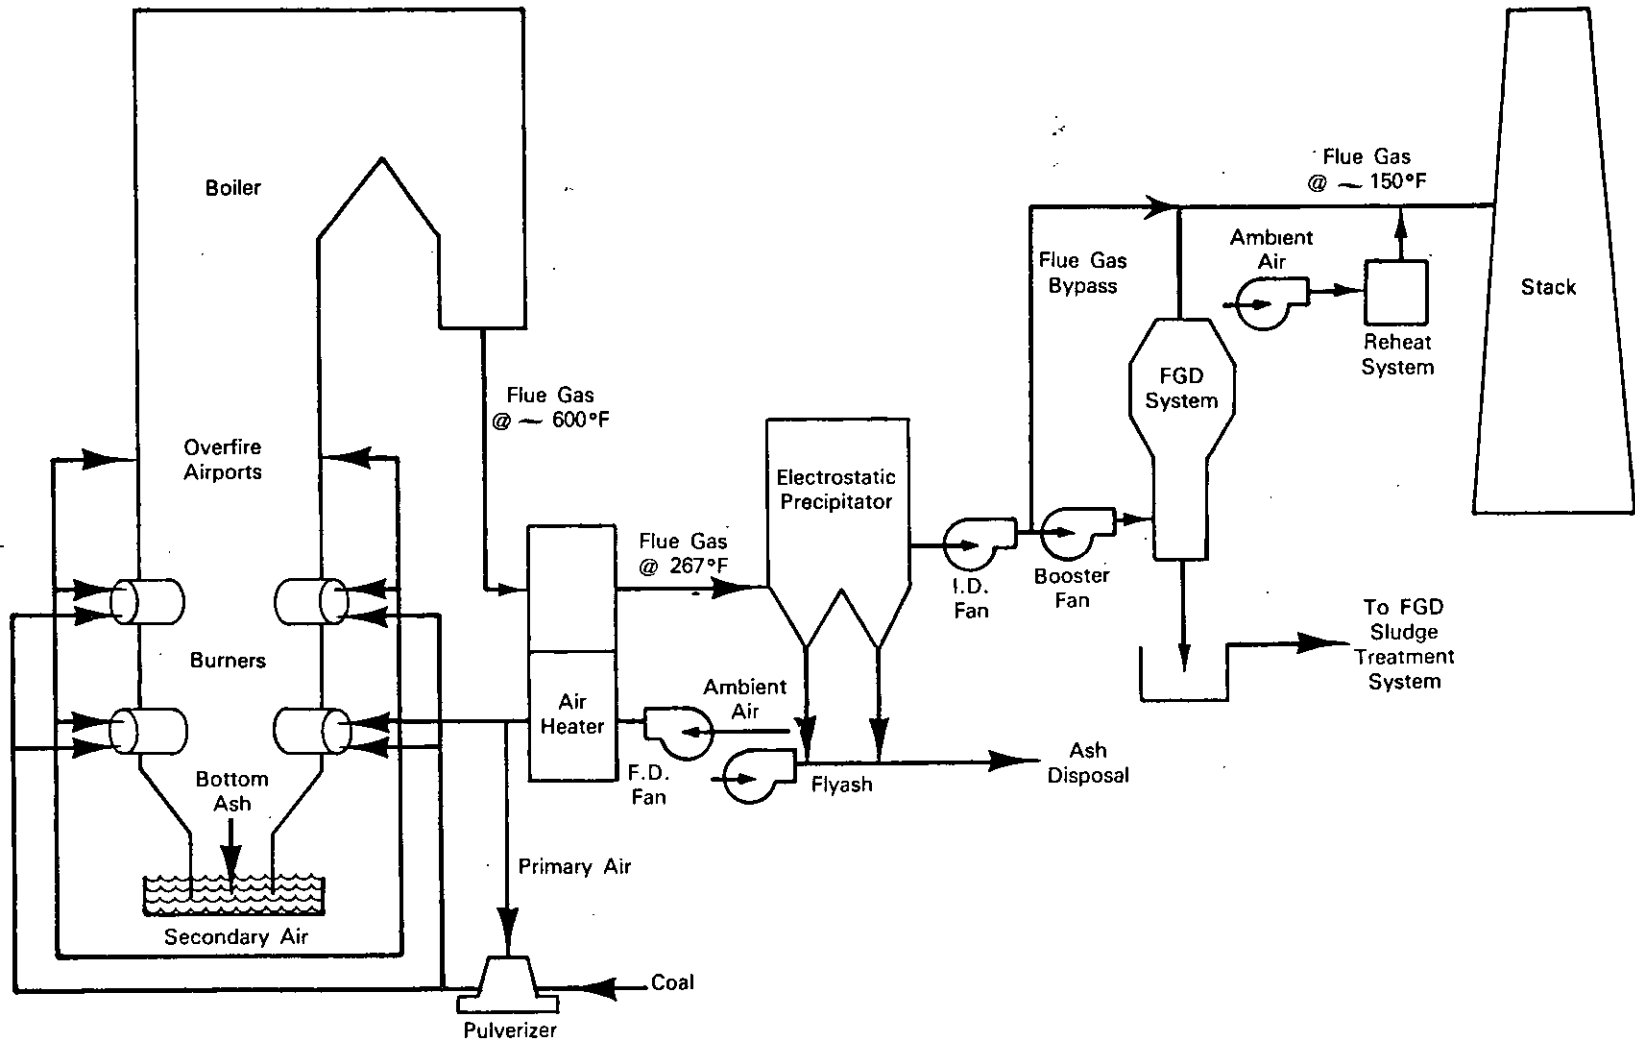 Boiler
Flue Gas
@ ~ 150°F
Ambient
Air
Flue Gas
Bypass
Stack
Reheat
System
FGD
System
Flue Gas
@ ~ 600°F
Overfire
Airports
Electrostatic
Precipitator
Flue Gas
@ 267°F
I.D.
Fan
Booster
Fan
To FGD
Sludge
Treatment
System
Burners
Air
Heater
Ambient
Air
F.D.
Fan
Flyash
Ash
Disposal
Bottom
Ash
Primary Air
Secondary Air
Coal
Pulverizer